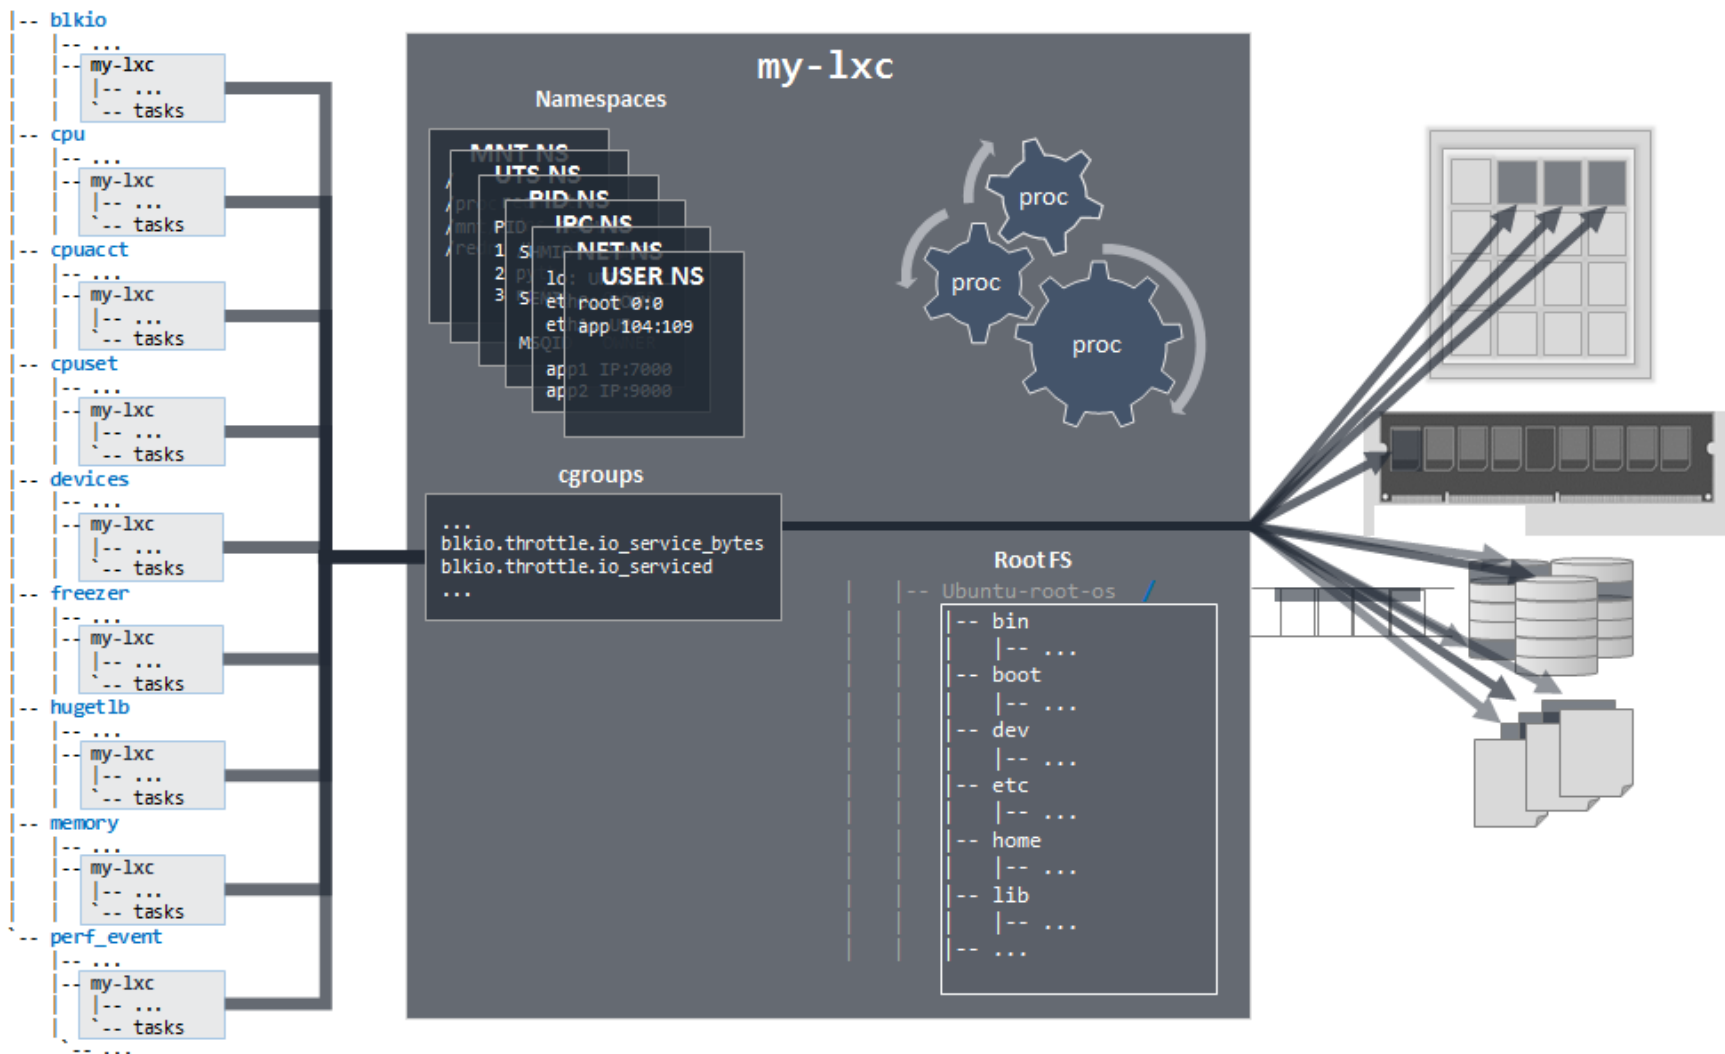 |-- blkio
|   |-- ...
|   |-- my-lxc
|   |   |-- ...
|   |   `-- tasks
|-- cpu
|   |-- ...
|   |-- my-lxc
|   |   |-- ...
|   |   `-- tasks
|-- cpuacct
|   |-- ...
|   |-- my-lxc
|   |   |-- ...
|   |   `-- tasks
|-- cpuset
|   |-- ...
|   |-- my-lxc
|   |   |-- ...
|   |   `-- tasks
|-- devices
|   |-- ...
|   |-- my-lxc
|   |   |-- ...
|   |   `-- tasks
|-- freezer
|   |-- ...
|   |-- my-lxc
|   |   |-- ...
|   |   `-- tasks
|-- hugetlb
|   |-- ...
|   |-- my-lxc
|   |   |-- ...
|   |   `-- tasks
|-- memory
|   |-- ...
|   |-- my-lxc
|   |   |-- ...
|   |   `-- tasks
`-- perf_event
    |-- ...
    |-- my-lxc
    |   |-- ...
    |   `-- tasks
    `-- ...
my-lxc
Namespaces
MNT NS
UTS NS
PID NS
IPC NS
NET NS
USER NS
root 0:0
app 104:109
PID
1
2
3
app1 IP:7000
app2 IP:9000
proc
proc
proc
cgroups
...
blkio.throttle.io_service_bytes
blkio.throttle.io_serviced
...
Root FS
|-- Ubuntu-root-os /
|-- bin
|   |-- ...
|-- boot
|   |-- ...
|-- dev
|   |-- ...
|-- etc
|   |-- ...
|-- home
|   |-- ...
|-- lib
|   |-- ...
|-- ...